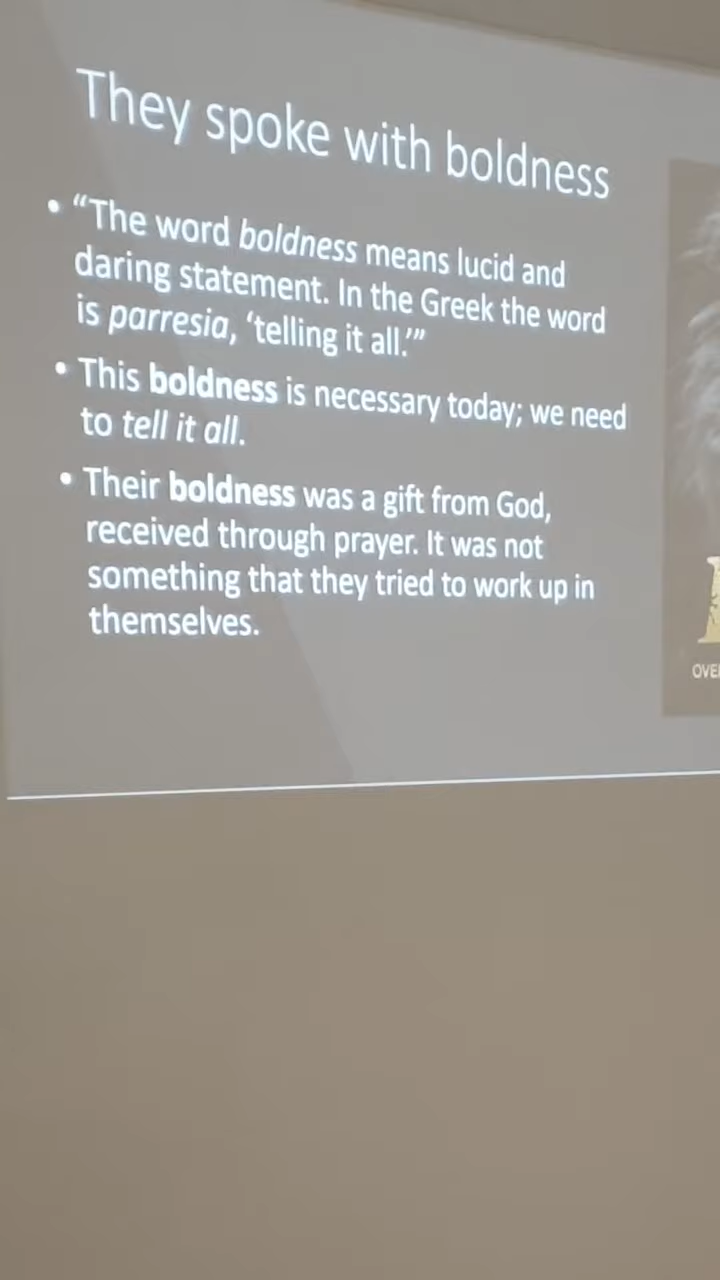 They spoke with boldness
• “The word boldness means lucid and
daring statement. In the Greek the word
is parresia, ‘telling it all.’”
• This boldness is necessary today; we need
to tell it all.
• Their boldness was a gift from God,
received through prayer. It was not
something that they tried to work up in
themselves.